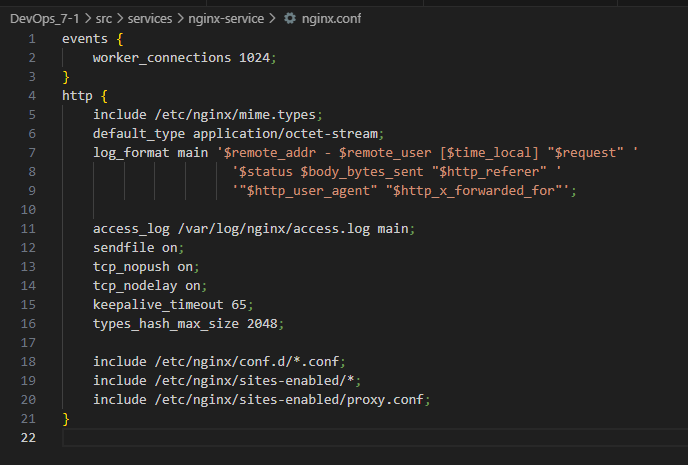 DevOps_7-1 > src > services > nginx-service > nginx.conf
1 events {
2     worker_connections 1024;
3 }
4 http {
5     include /etc/nginx/mime.types;
6     default_type application/octet-stream;
7     log_format main '$remote_addr - $remote_user [$time_local] "$request" '
8                       '$status $body_bytes_sent "$http_referer" '
9                       '"$http_user_agent" "$http_x_forwarded_for"';
10
11     access_log /var/log/nginx/access.log main;
12     sendfile on;
13     tcp_nopush on;
14     tcp_nodelay on;
15     keepalive_timeout 65;
16     types_hash_max_size 2048;
17
18     include /etc/nginx/conf.d/*.conf;
19     include /etc/nginx/sites-enabled/*;
20     include /etc/nginx/sites-enabled/proxy.conf;
21 }
22